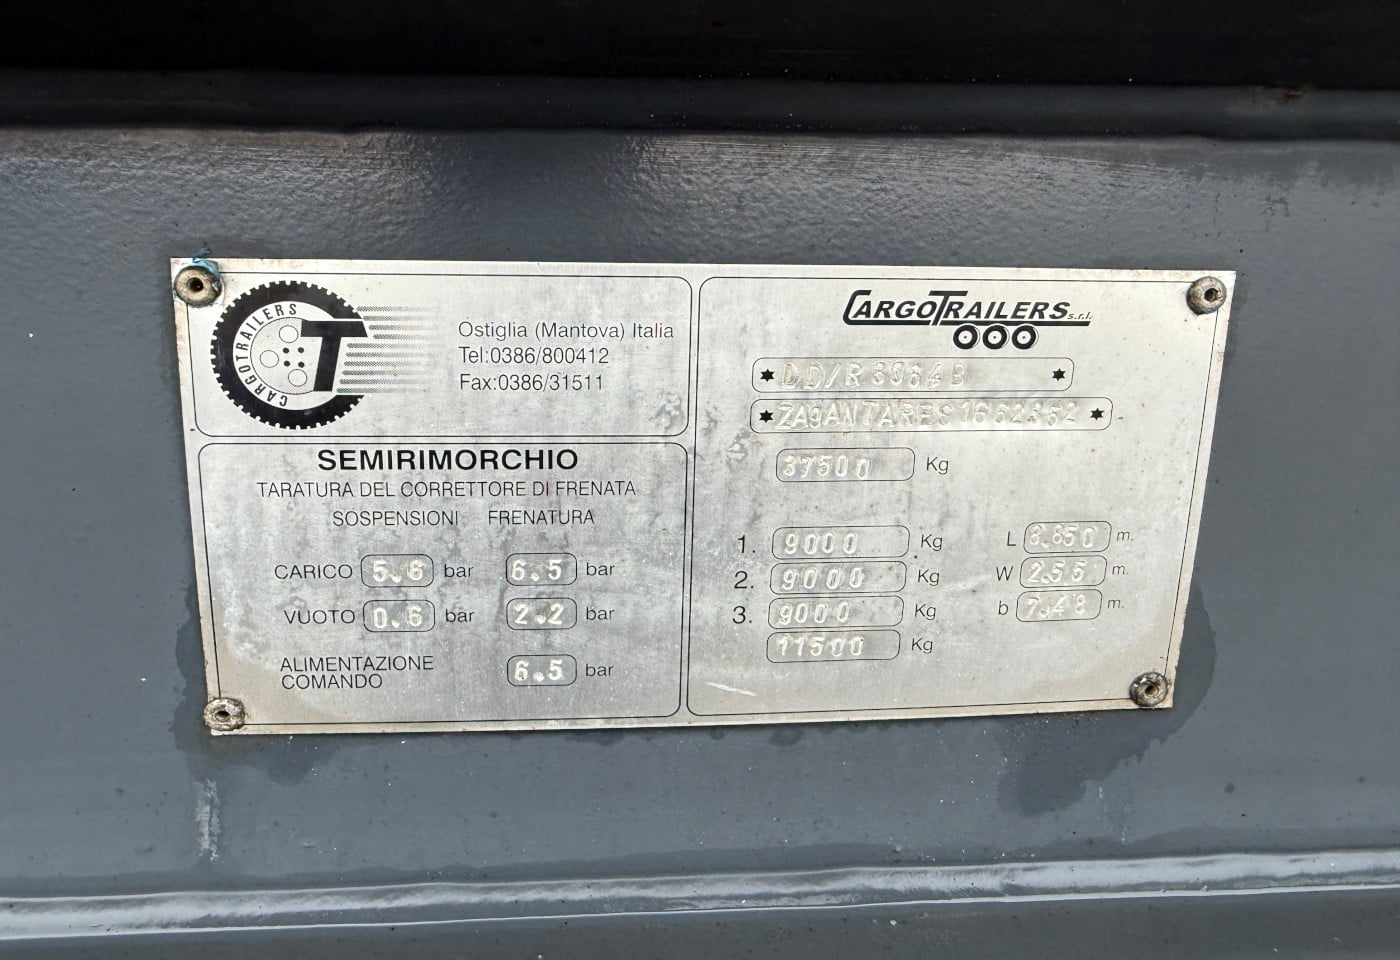 CARGOTRAILERS
T
Ostiglia (Mantova) Italia
Tel:0386/800412
Fax:0386/31511
SEMIRIMORCHIO
TARATURA DEL CORRETTORE DI FRENATA
SOSPENSIONI FRENATURA
CARICO 5.6 bar 6.5 bar
VUOTO 0.6 bar 2.2 bar
ALIMENTAZIONE
COMANDO 6.5 bar
CARGOTRAILERS s.r.l.
37500 Kg
1. 9000 Kg L
2. 9000 Kg W 2.55 m.
3. 9000 Kg b 7.48 m.
11500 Kg